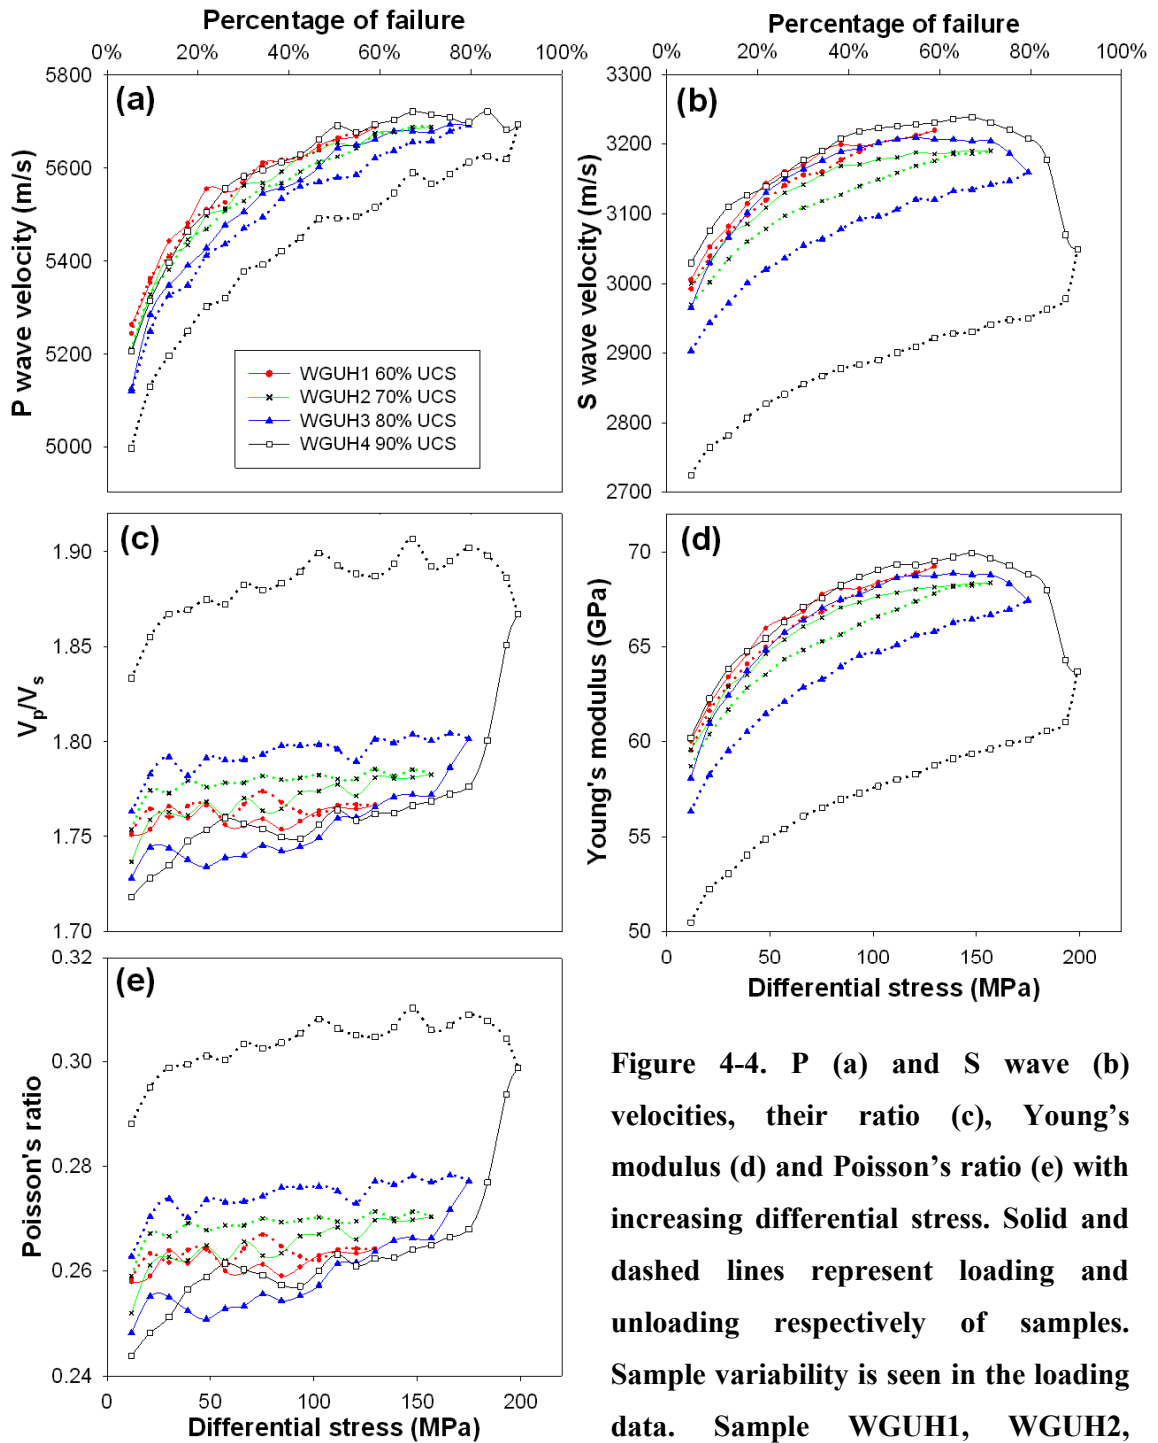 Percentage of failure
0% 20% 40% 60% 80% 100%
(a)
P wave velocity (m/s)
5800
5600
5400
5200
5000
WGUH1 60% UCS
WGUH2 70% UCS
WGUH3 80% UCS
WGUH4 90% UCS
Percentage of failure
0% 20% 40% 60% 80% 100%
(b)
S wave velocity (m/s)
3300
3200
3100
3000
2900
2800
2700
(c)
Vp/Vs
1.90
1.85
1.80
1.75
1.70
(d)
Young's modulus (GPa)
70
65
60
55
50
0 50 100 150 200
Differential stress (MPa)
(e)
Poisson's ratio
0.32
0.30
0.28
0.26
0.24
0 50 100 150 200
Differential stress (MPa)
Figure 4-4. P (a) and S wave (b)
velocities, their ratio (c), Young’s
modulus (d) and Poisson’s ratio (e) with
increasing differential stress. Solid and
dashed lines represent loading and
unloading respectively of samples.
Sample variability is seen in the loading
data. Sample WGUH1, WGUH2,